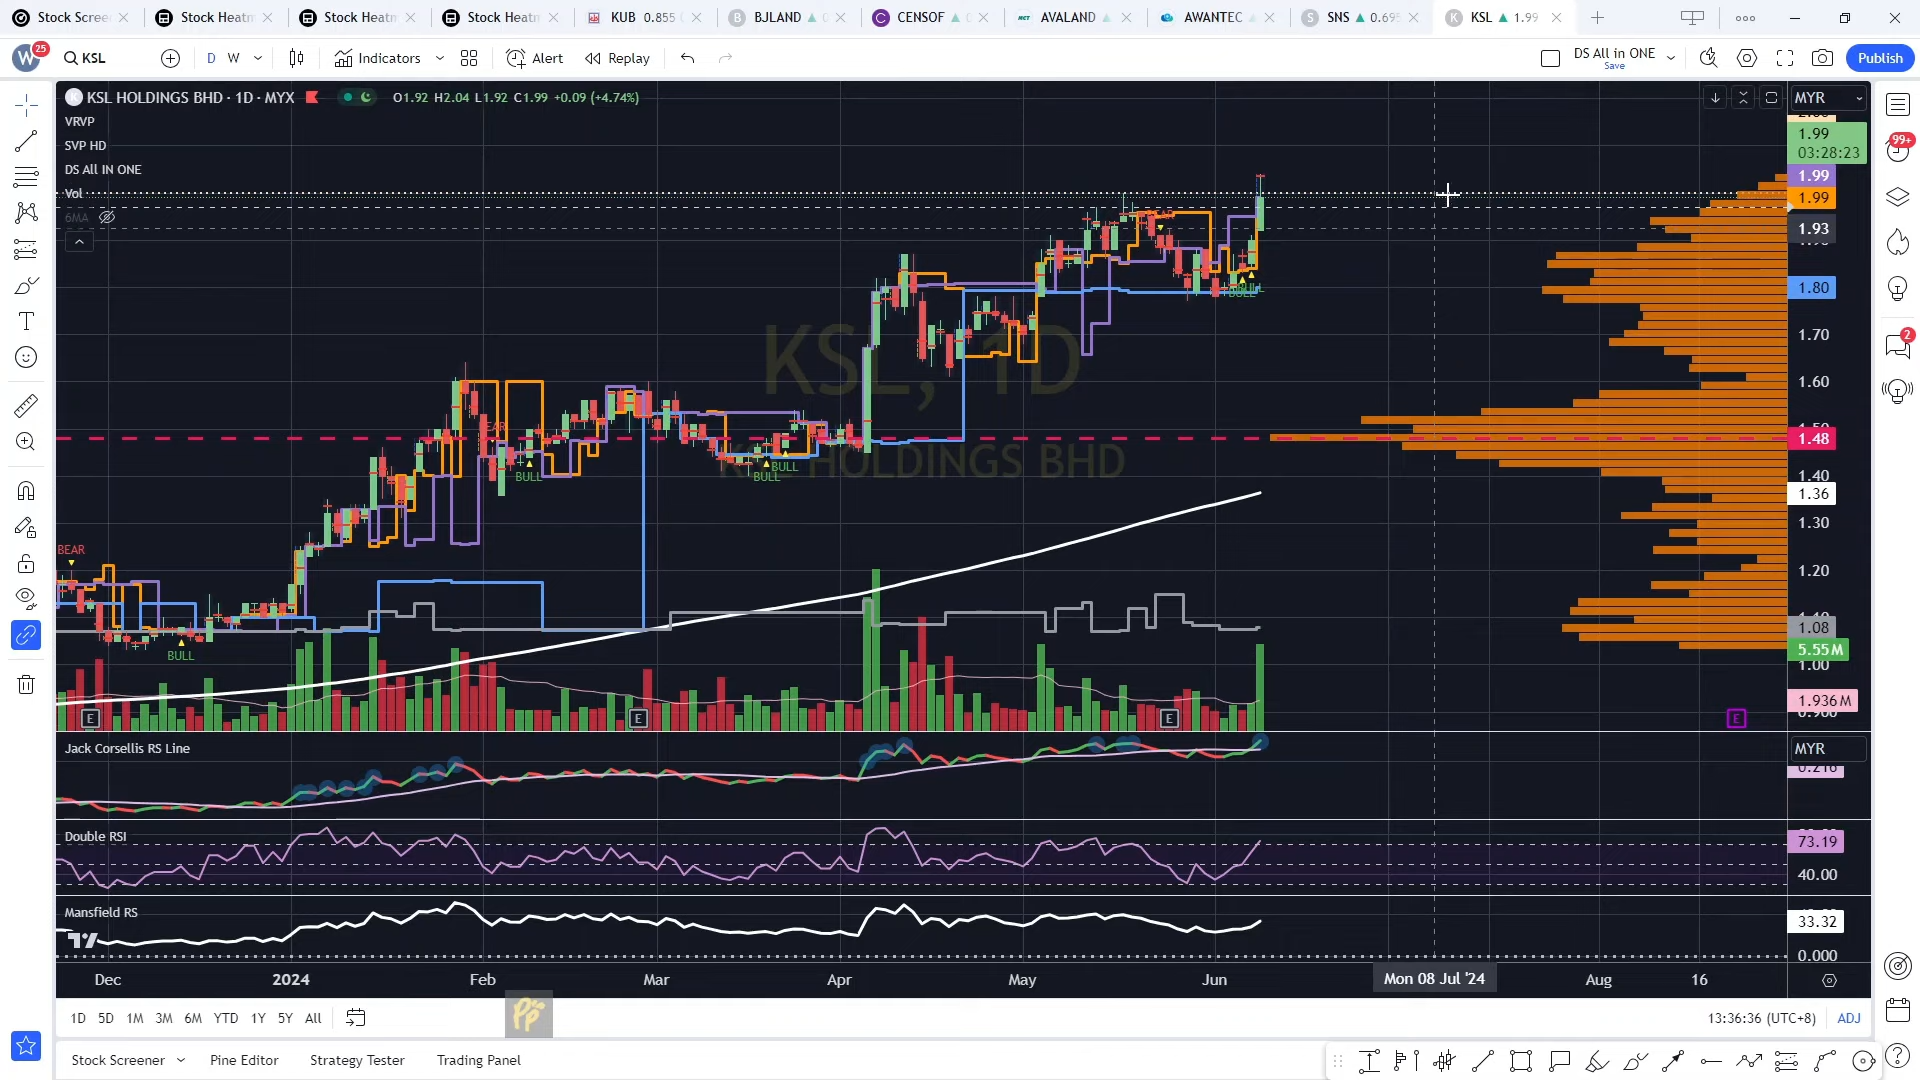 Stock Scree
Stock Heatm
Stock Heatm
Stock Heatm
KUB 0.855
BJLAND
CENSOF
AVALAND
AWANTEC
SNS ▲ 0.695
KSL ▲ 1.99
W 25
KSL
D W
Indicators
Alert
Replay
DS All in ONE
Save
Publish
KSL HOLDINGS BHD · 1D · MYX O1.92 H2.04 L1.92 C1.99 +0.09 (+4.74%)
VRVP
SVP HD
DS All IN ONE
Vol
6MA
MYR
1.99
03:28:23
1.99
1.99
1.93
1.80
1.70
1.60
1.48
1.40
1.36
1.30
1.20
1.08
5.55M
1.00
1.936M
99+
2
KSL, 1D
KSL HOLDINGS BHD
BEAR
BULL
BULL
BULL
BULL
BULL
E
E
E
E
Jack Corsellis RS Line
MYR
0.216
Double RSI
73.19
40.00
Mansfield RS
33.32
0.000
Dec
2024
Feb
Mar
Apr
May
Jun
Mon 08 Jul '24
Aug
16
1D 5D 1M 3M 6M YTD 1Y 5Y All
13:36:36 (UTC+8) ADJ
Stock Screener
Pine Editor
Strategy Tester
Trading Panel